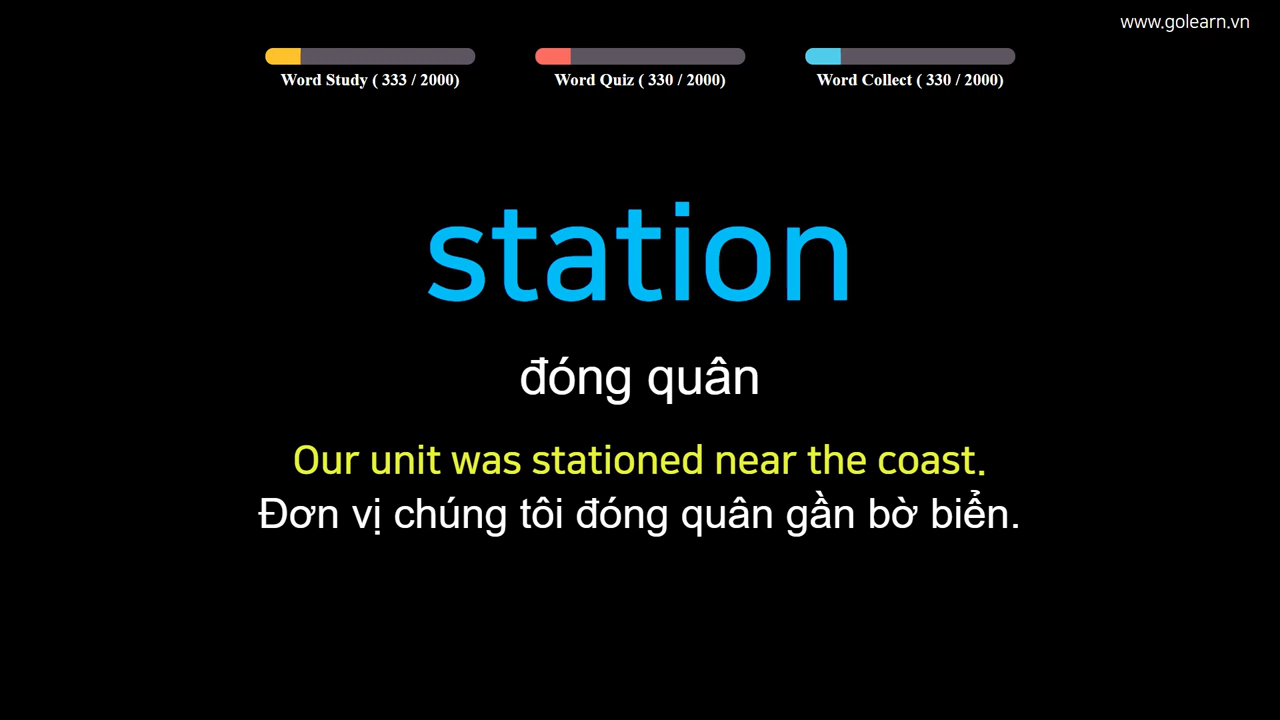 www.golearn.vn
Word Study ( 333 / 2000)
Word Quiz ( 330 / 2000)
Word Collect ( 330 / 2000)
station
đóng quân
Our unit was stationed near the coast.
Đơn vị chúng tôi đóng quân gần bờ biển.